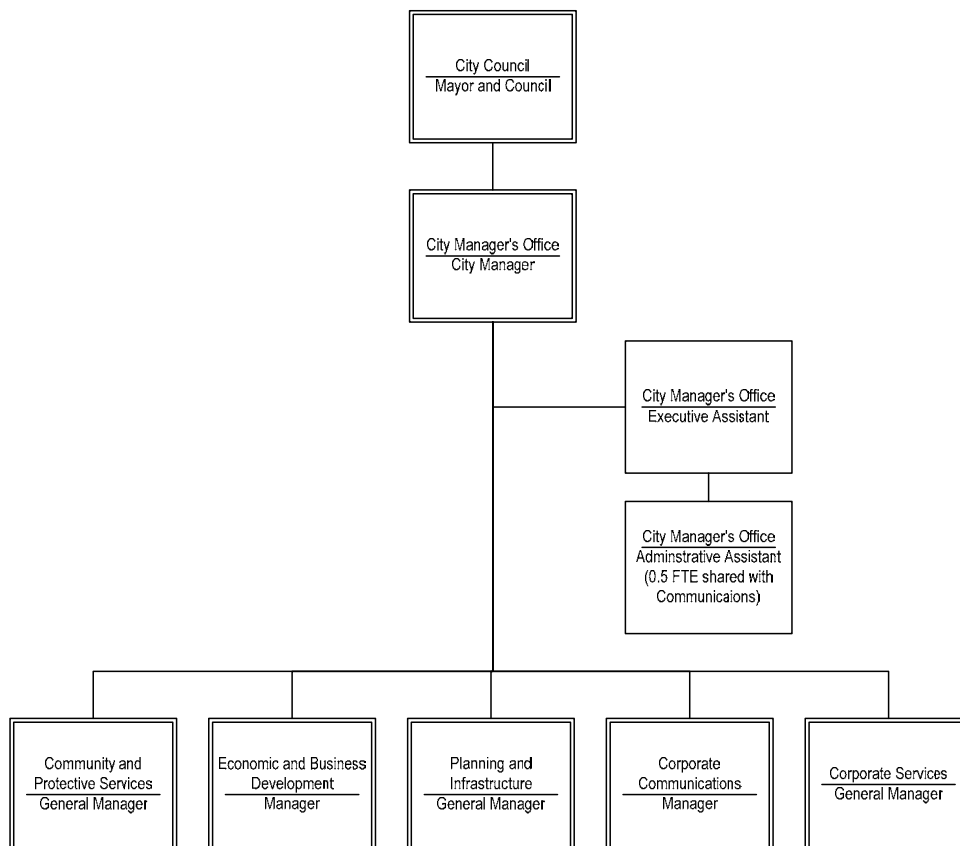 City Council
Mayor and Council
City Manager's Office
City Manager
City Manager's Office
Executive Assistant
City Manager's Office
Adminstrative Assistant
(0.5 FTE shared with
Communicaions)
Community and
Protective Services
General Manager
Economic and Business
Development
Manager
Planning and
Infrastructure
General Manager
Corporate
Communications
Manager
Corporate Services
General Manager